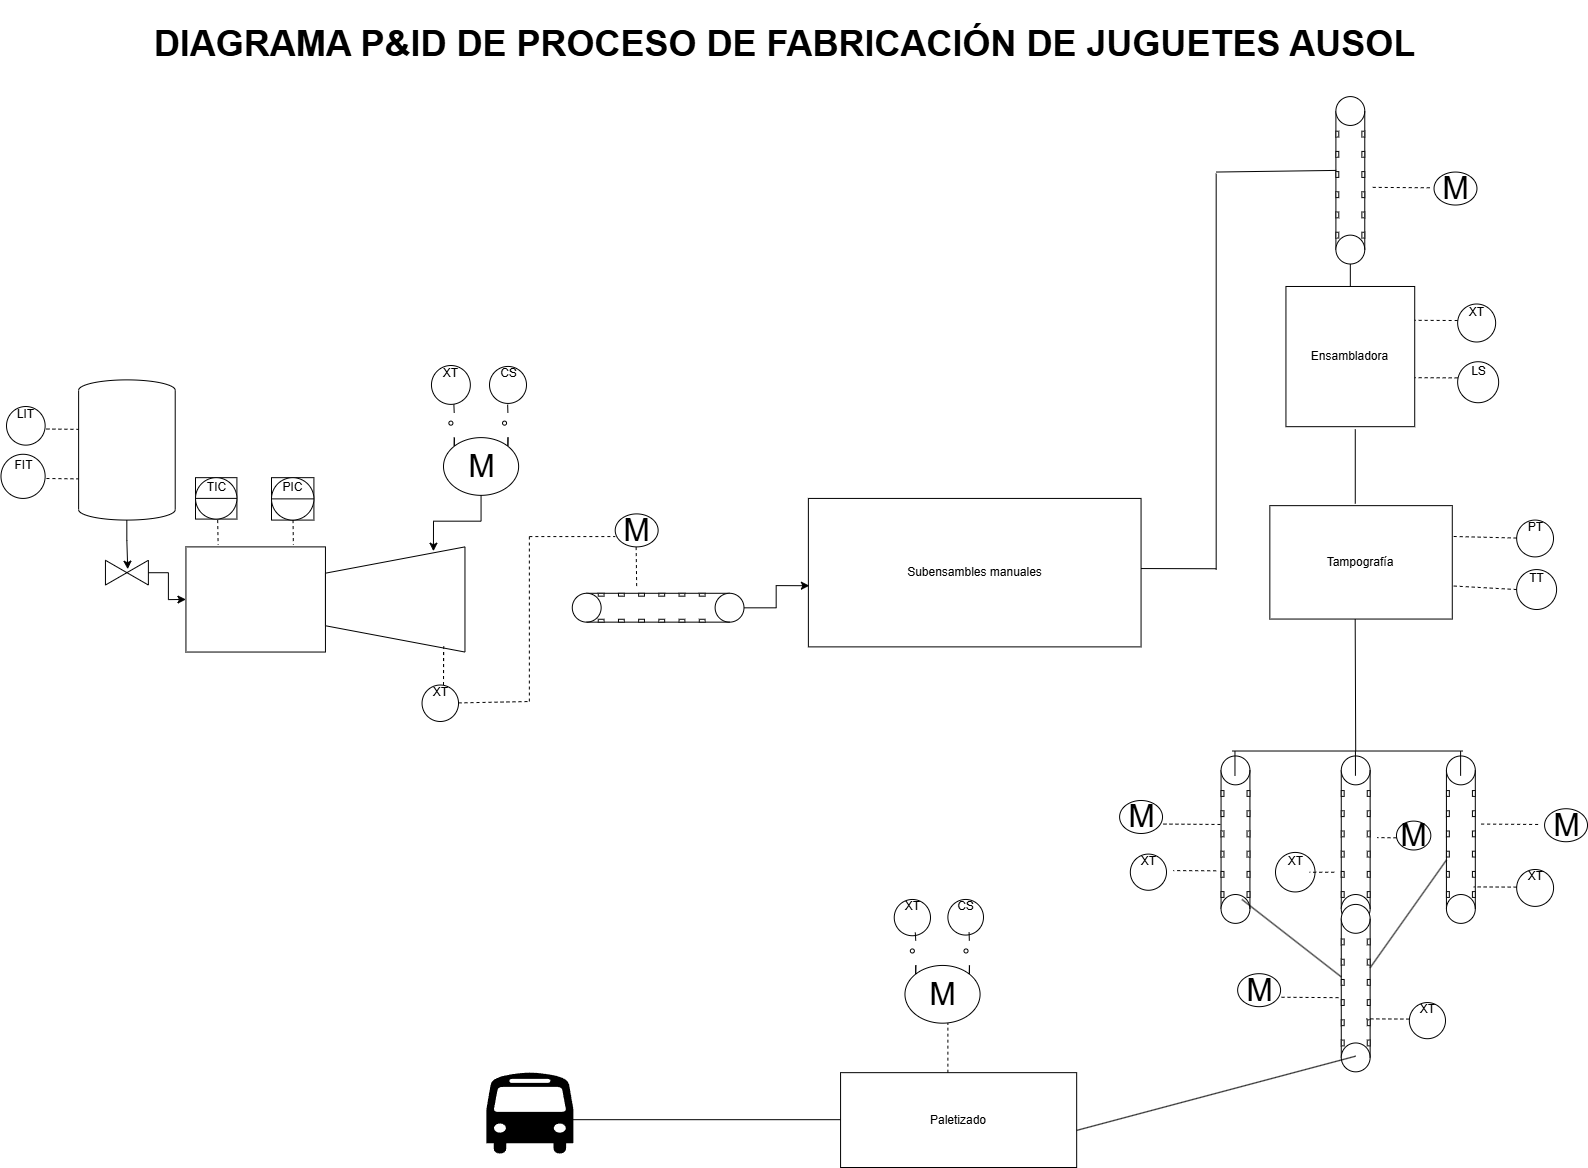 DIAGRAMA P&ID DE PROCESO DE FABRICACIÓN DE JUGUETES AUSOL
M
XT
Ensambladora
LS
XT
CS
LIT
M
FIT
TIC
PIC
M
PT
Subensambles manuales
Tampografía
TT
XT
M
M
M
XT
XT
XT
XT
CS
M
M
XT
Paletizado